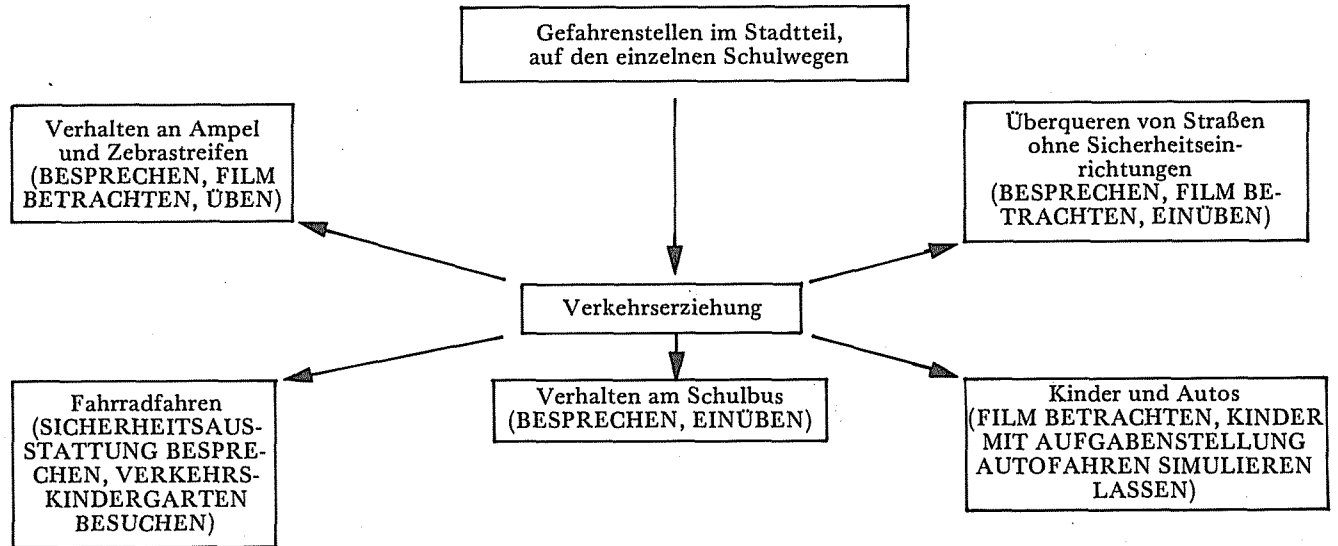 Gefahrenstellen im Stadtteil,
auf den einzelnen Schulwegen
Verhalten an Ampel
und Zebrastreifen
(BESPRECHEN, FILM
BETRACHTEN, ÜBEN)
Überqueren von Straßen
ohne Sicherheitsein-
richtungen
(BESPRECHEN, FILM BE-
TRACHTEN, EINÜBEN)
Verkehrserziehung
Fahrradfahren
(SICHERHEITSAUS-
STATTUNG BESPRE-
CHEN, VERKEHRS-
KINDERGARTEN
BESUCHEN)
Verhalten am Schulbus
(BESPRECHEN, EINÜBEN)
Kinder und Autos
(FILM BETRACHTEN, KINDER
MIT AUFGABENSTELLUNG
AUTOFAHREN SIMULIEREN
LASSEN)